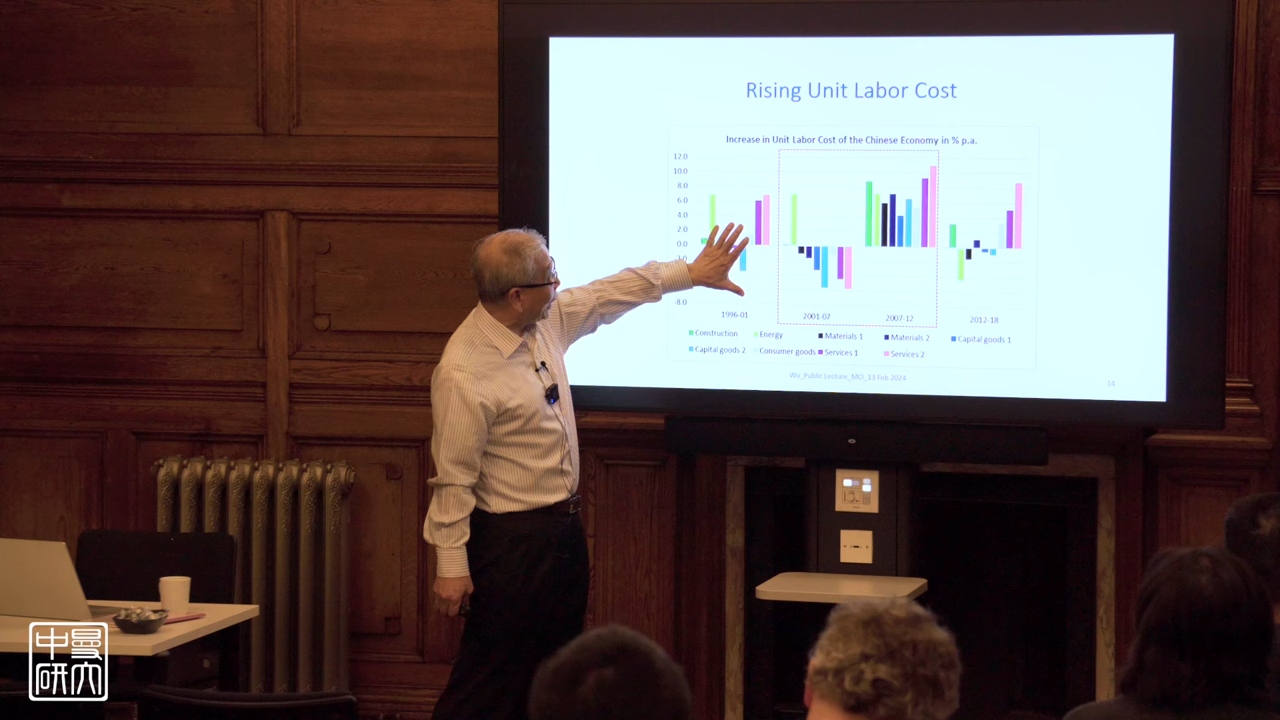 Rising Unit Labor Cost
Increase in Unit Labor Cost of the Chinese Economy in % p.a.
12.0
10.0
8.0
6.0
4.0
2.0
0.0
-8.0
1996-01 2001-07 2007-12 2012-18
Construction Energy Materials 1 Materials 2 Capital goods 1
Capital goods 2 Consumer goods Services 1 Services 2
Wu_Public Lecture_MCI_13 Feb 2024
14
中曼
研究